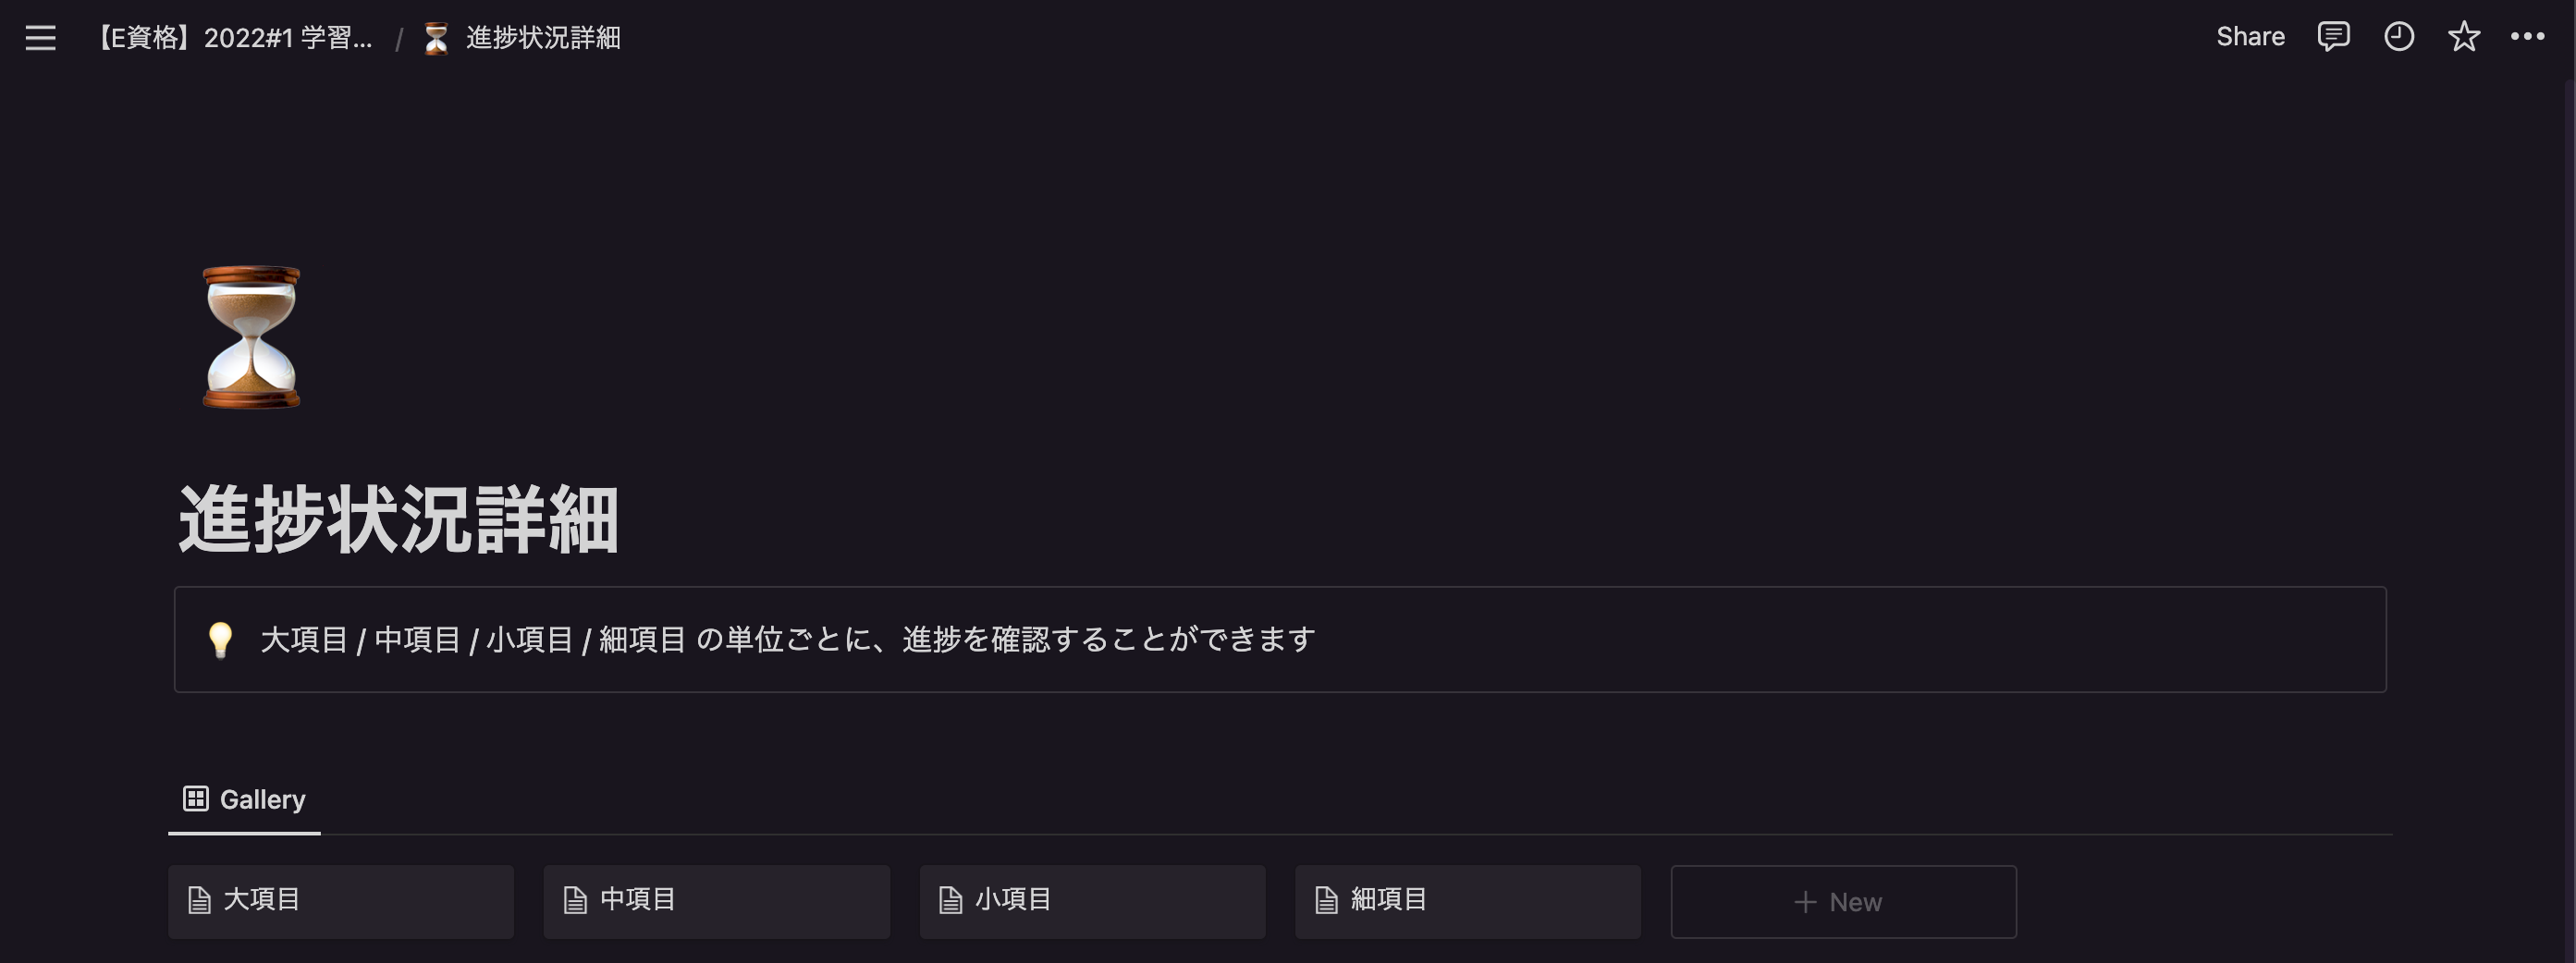 【E資格】2022#1 学習... / 進捗状況詳細
Share
進捗状況詳細
大項目 / 中項目 / 小項目 / 細項目 の単位ごとに、進捗を確認することができます
Gallery
大項目
中項目
小項目
細項目
+ New